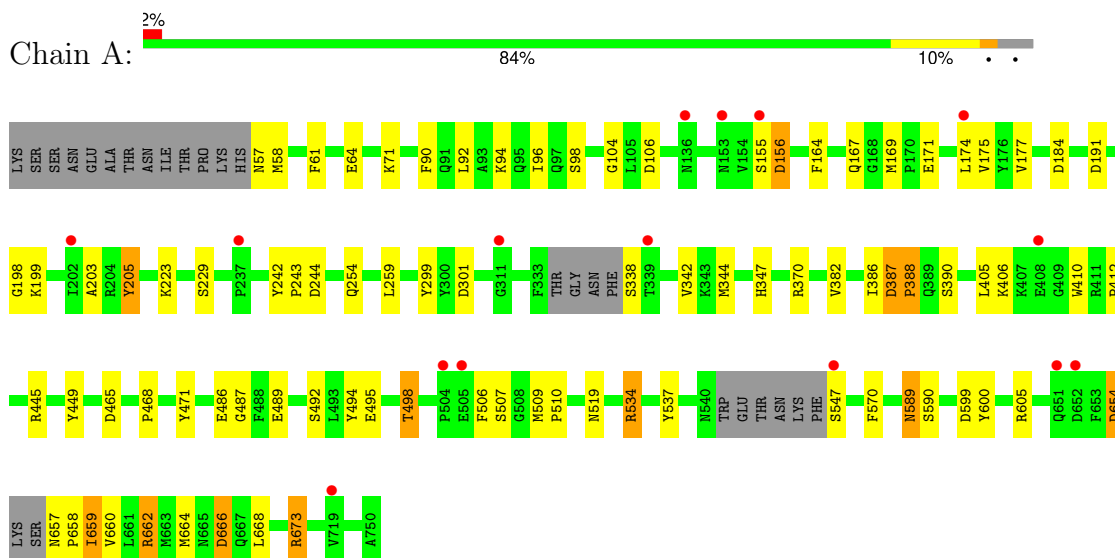 2%
Chain A:
84% 10% • •
LYS SER SER ASN GLU ALA THR ASN ILE THR PRO LYS HIS N57 M58 F61 E64 K71 F90 Q91 L92 A93 K94 Q95 I96 Q97 S98 G104 L105 D106 N136 N153 V154 S155 D156 F164 Q167 G168 M169 P170 E171 L174 V175 Y176 V177 D184 D191
G198 K199 I202 A203 R204 Y205 K223 S229 P237 Y242 P243 D244 Q254 L259 Y299 Y300 D301 G311 F333 THR GLY ASN PHE S338 T339 V342 K343 M344 H347 R370 V382 I386 D387 P388 Q389 S390 L405 K406 K407 E408 G409 W410 R411
R445 Y449 D465 P468 Y471 E486 G487 F488 E489 S492 L493 Y494 E495 T498 P504 E505 F506 S507 G508 M509 P510 N519 R534 Y537 N540 TRP GLU THR ASN LYS PHE S547 F570 N589 S590 D599 Y600 R605 Q651 D652 F653
LYS SER N657 P658 I659 V660 L661 R662 M663 M664 N665 D666 Q667 L668 R673 V719 A750